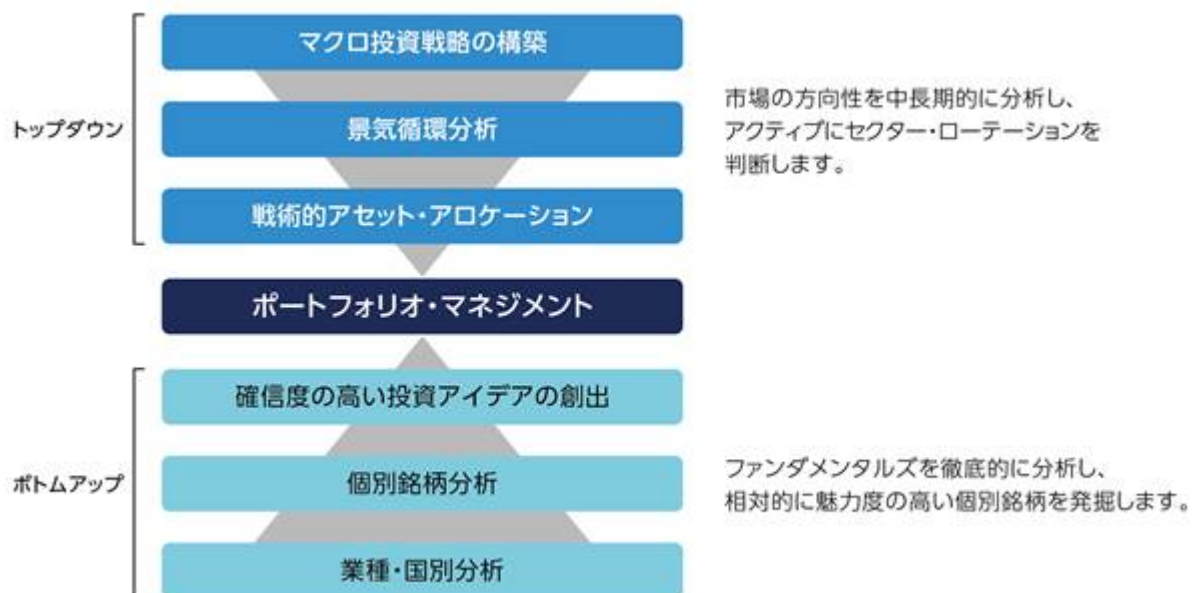 マクロ投資戦略の構築
トップダウン
景気循環分析
戦術的アセット・アロケーション
市場の方向性を中長期的に分析し、
アクティブにセクター・ローテーションを
判断します。
ポートフォリオ・マネジメント
確信度の高い投資アイデアの創出
ボトムアップ
個別銘柄分析
業種・国別分析
ファンダメンタルズを徹底的に分析し、
相対的に魅力度の高い個別銘柄を発掘します。